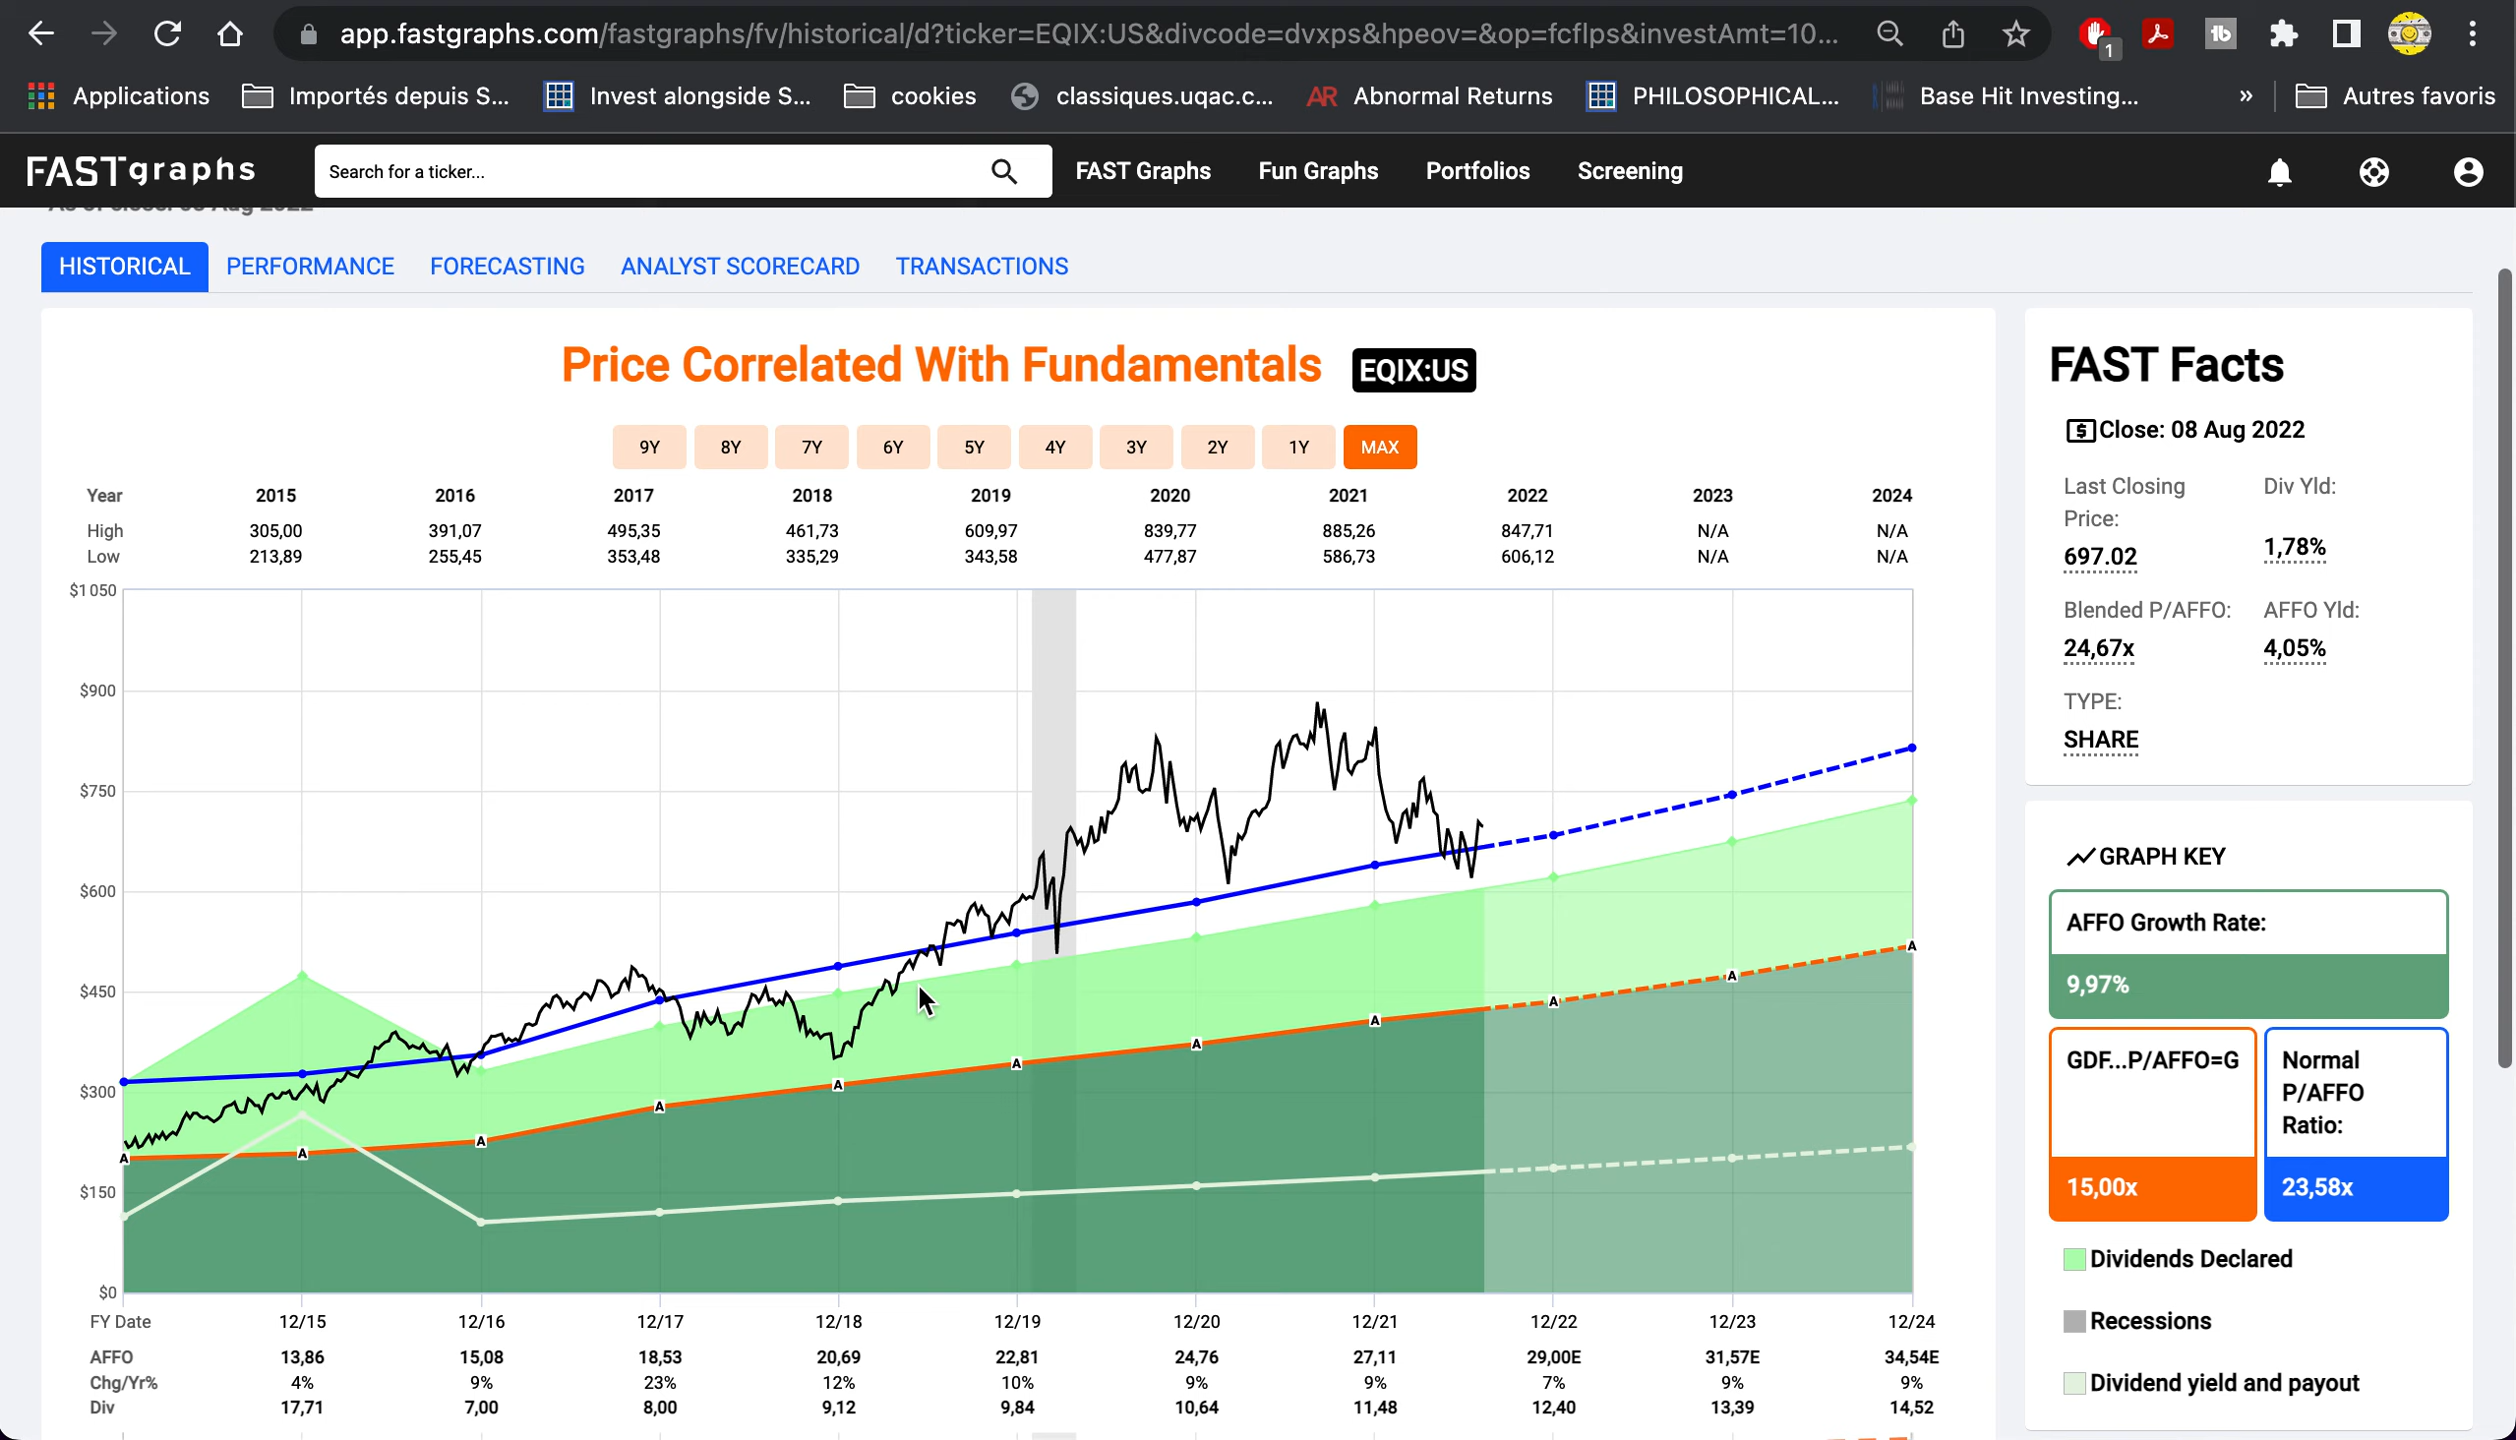 app.fastgraphs.com/fastgraphs/fv/historical/d?ticker=EQIX:US&divcode=dvxps&hpeov=&op=fcflps&investAmt=10...
1
Applications
Importés depuis S...
Invest alongside S...
cookies
classiques.uqac.c...
AR Abnormal Returns
PHILOSOPHICAL...
Base Hit Investing...
»
Autres favoris
FAST graphs
Search for a ticker...
FAST Graphs
Fun Graphs
Portfolios
Screening
As of close: 08 Aug 2022
HISTORICAL
PERFORMANCE
FORECASTING
ANALYST SCORECARD
TRANSACTIONS
Price Correlated With Fundamentals EQIX:US
9Y 8Y 7Y 6Y 5Y 4Y 3Y 2Y 1Y MAX
Year 2015 2016 2017 2018 2019 2020 2021 2022 2023 2024
High 305,00 391,07 495,35 461,73 609,97 839,77 885,26 847,71 N/A N/A
Low 213,89 255,45 353,48 335,29 343,58 477,87 586,73 606,12 N/A N/A
$1 050
$900
$750
$600
$450
$300
$150
$0
A A A A A A A A A A A
FY Date 12/15 12/16 12/17 12/18 12/19 12/20 12/21 12/22 12/23 12/24
AFFO 13,86 15,08 18,53 20,69 22,81 24,76 27,11 29,00E 31,57E 34,54E
Chg/Yr% 4% 9% 23% 12% 10% 9% 9% 7% 9% 9%
Div 17,71 7,00 8,00 9,12 9,84 10,64 11,48 12,40 13,39 14,52
FAST Facts
Close: 08 Aug 2022
Last Closing
Price:
697.02
Div Yld:
1,78%
Blended P/AFFO:
24,67x
AFFO Yld:
4,05%
TYPE:
SHARE
GRAPH KEY
AFFO Growth Rate:
9,97%
GDF...P/AFFO=G
15,00x
Normal
P/AFFO
Ratio:
23,58x
Dividends Declared
Recessions
Dividend yield and payout